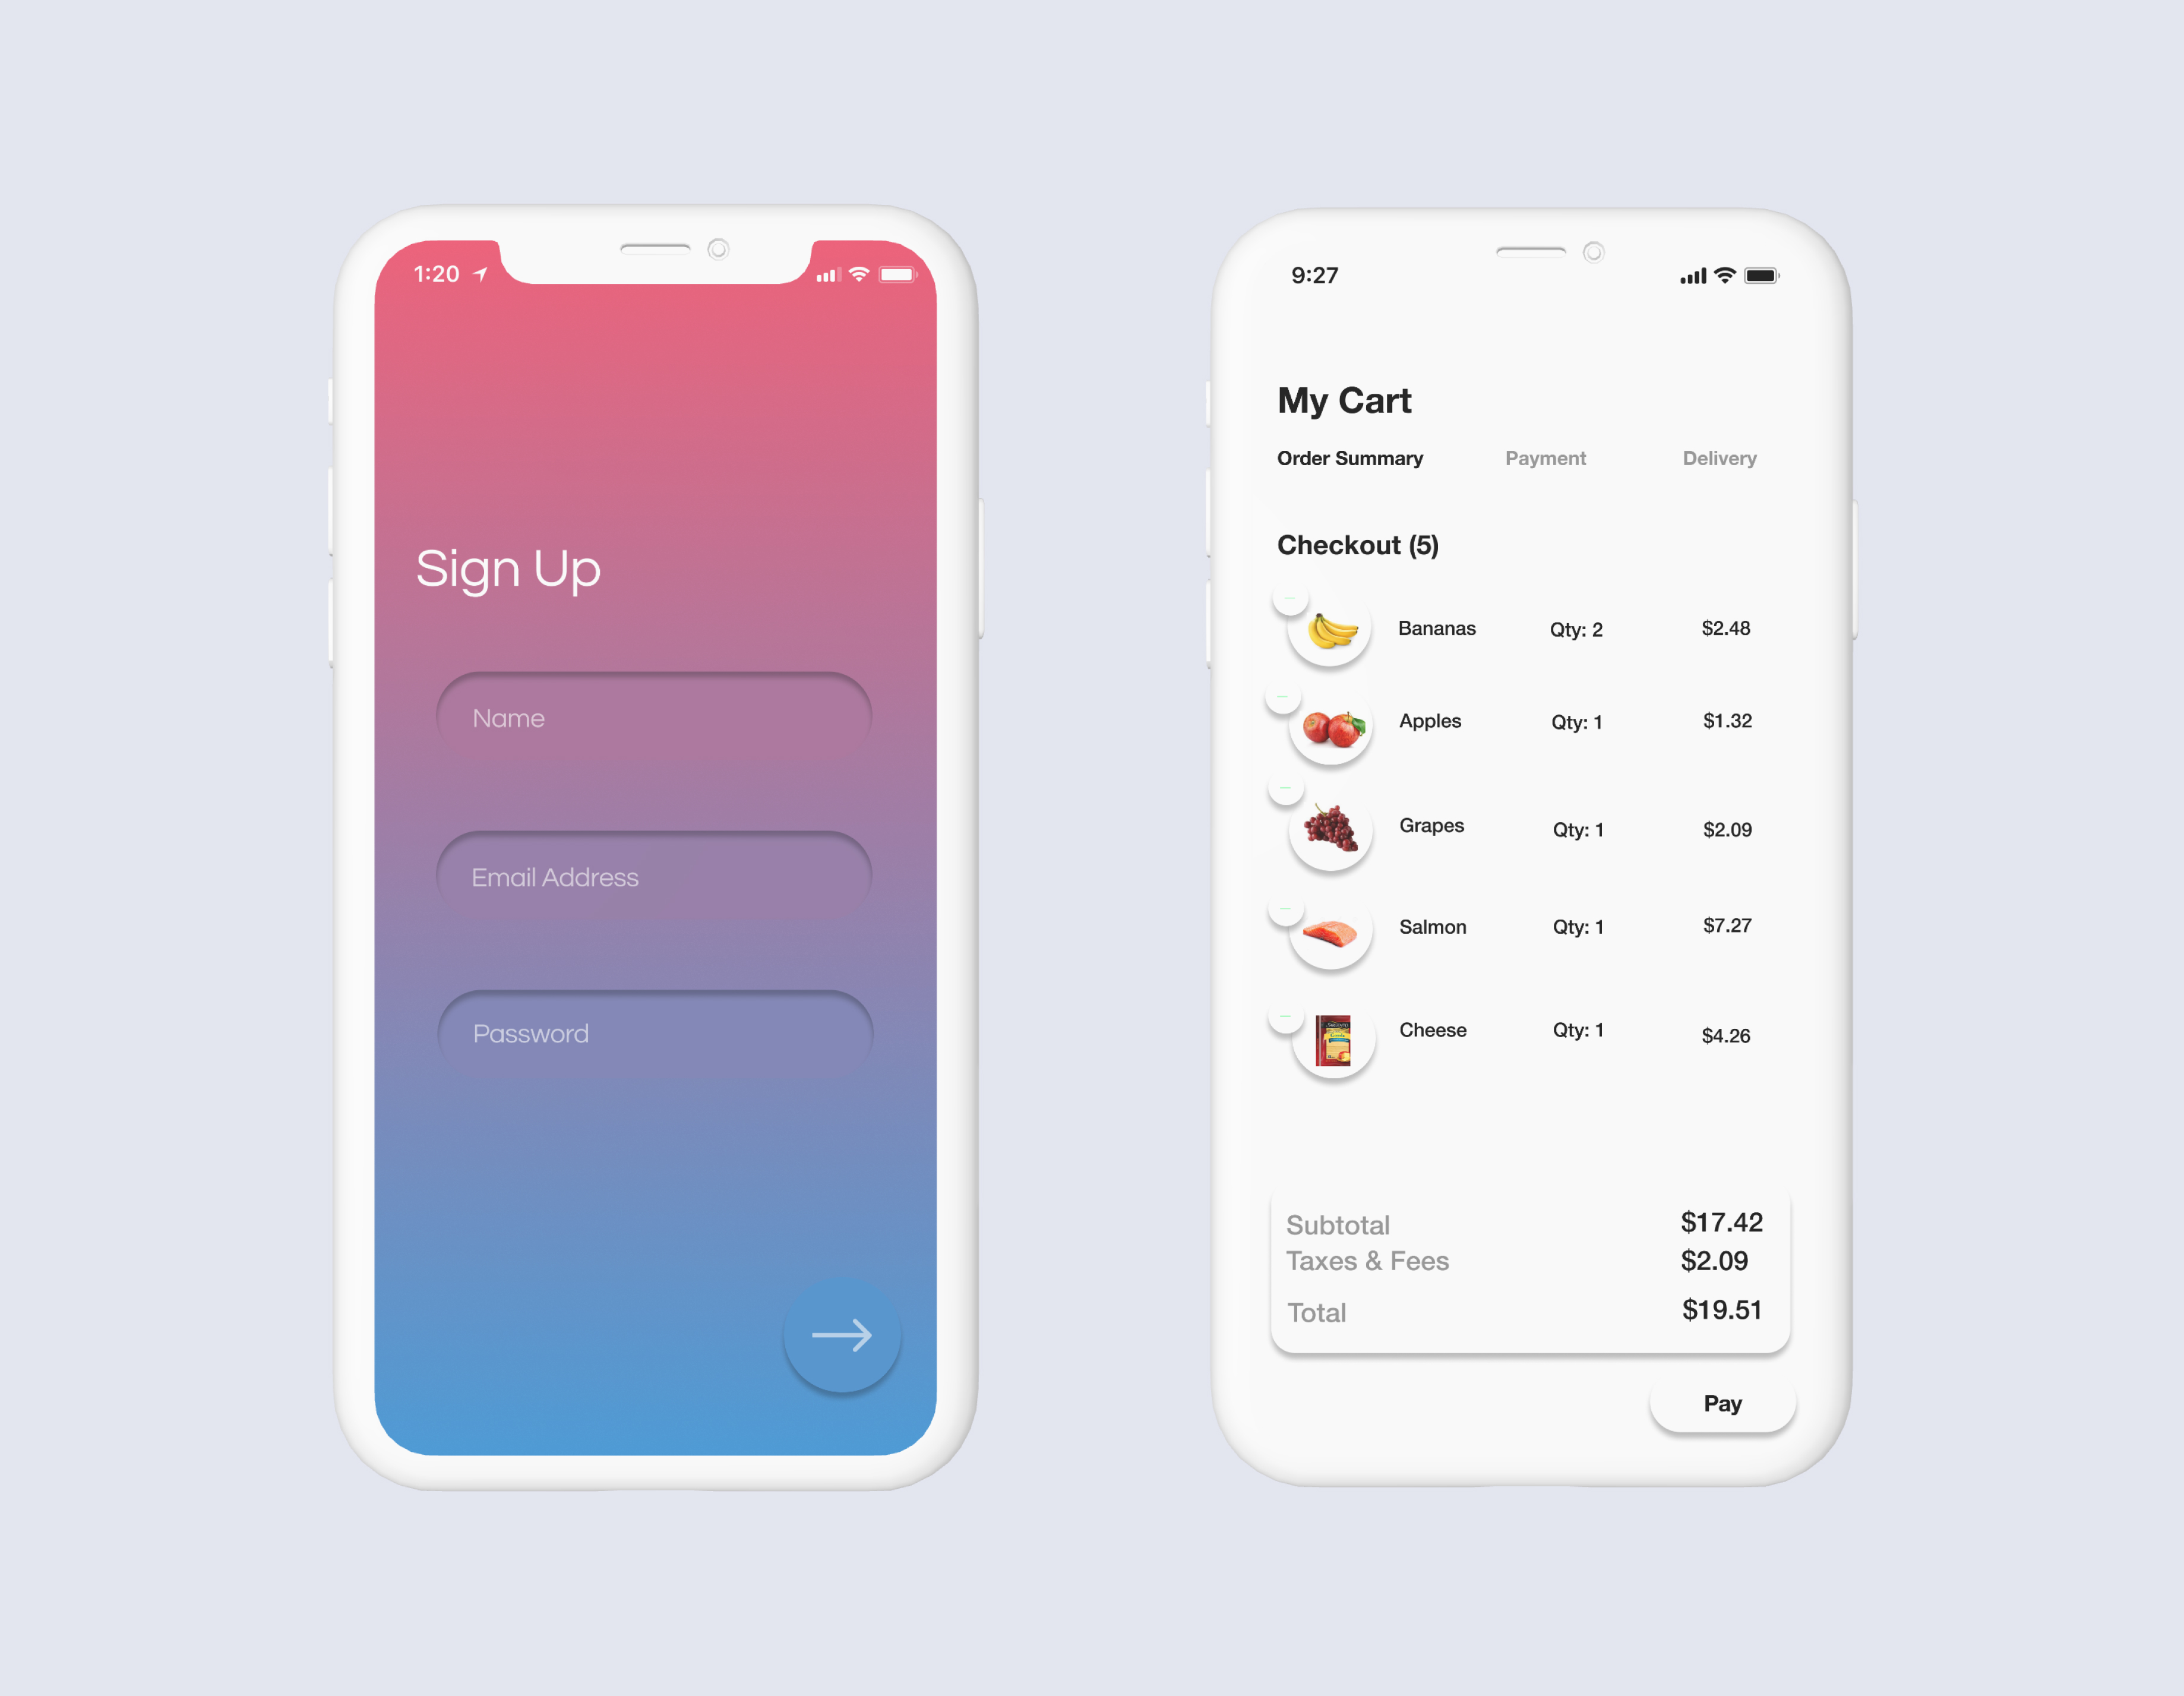 1:20
Sign Up
Name
Email Address
Password
9:27
My Cart
Order Summary Payment Delivery
Checkout (5)
Bananas Qty: 2 $2.48
Apples Qty: 1 $1.32
Grapes Qty: 1 $2.09
Salmon Qty: 1 $7.27
Cheese Qty: 1 $4.26
Subtotal $17.42
Taxes & Fees $2.09
Total $19.51
Pay